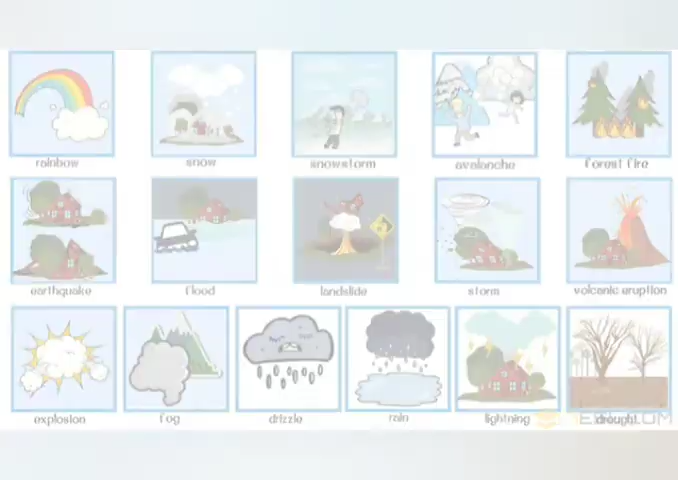 rainbow
snow
snowstorm
avalanche
forest fire
earthquake
flood
landslide
storm
volcanic eruption
explosion
fog
drizzle
rain
lightning
drought